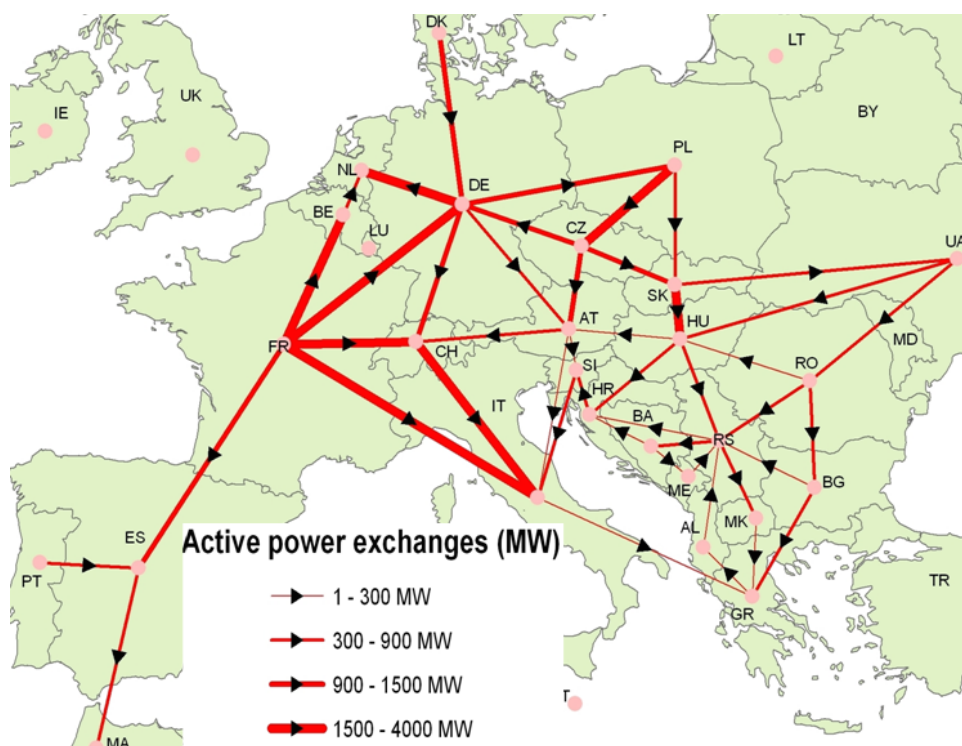 DK
LT
IE
UK
BY
PL
NL
DE
BE
CZ
LU
UA
SK
AT
HU
FR
CH
MD
SI
RO
IT
HR
BA
RS
ME
BG
AL
MK
ES
Active power exchanges (MW)
PT
TR
1 - 300 MW
GR
300 - 900 MW
900 - 1500 MW
T
1500 - 4000 MW
MA